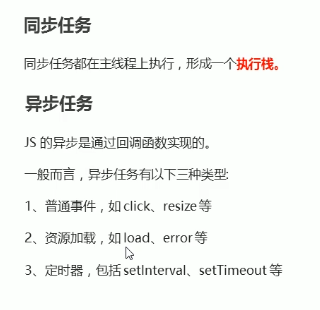 同步任务
同步任务都在主线程上执行，形成一个执行栈。
异步任务
JS 的异步是通过回调函数实现的。
一般而言，异步任务有以下三种类型:
1、普通事件，如 click、resize 等
2、资源加载，如 load、error 等
3、定时器，包括 setInterval、setTimeout 等